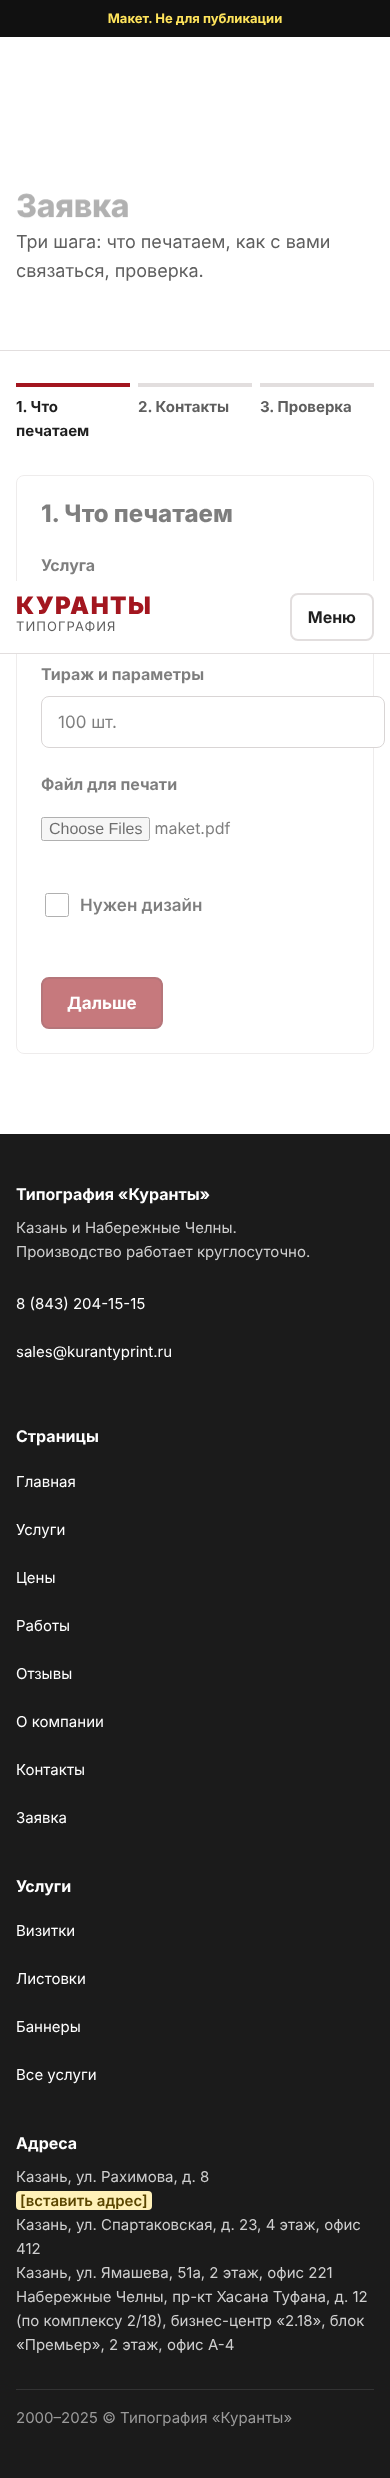 Макет. Не для публикации
Заявка
Три шага: что печатаем, как с вами
связаться, проверка.
1. Что
печатаем
2. Контакты
3. Проверка
1. Что печатаем
Услуга
КУРАНТЫ
ТИПОГРАФИЯ
Меню
Тираж и параметры
100 шт.
Файл для печати
Choose Files maket.pdf
Нужен дизайн
Дальше
Типография «Куранты»
Казань и Набережные Челны.
Производство работает круглосуточно.
8 (843) 204-15-15
sales@kurantyprint.ru
Страницы
Главная
Услуги
Цены
Работы
Отзывы
О компании
Контакты
Заявка
Услуги
Визитки
Листовки
Баннеры
Все услуги
Адреса
Казань, ул. Рахимова, д. 8
[вставить адрес]
Казань, ул. Спартаковская, д. 23, 4 этаж, офис
412
Казань, ул. Ямашева, 51а, 2 этаж, офис 221
Набережные Челны, пр-кт Хасана Туфана, д. 12
(по комплексу 2/18), бизнес-центр «2.18», блок
«Премьер», 2 этаж, офис А-4
2000–2025 © Типография «Куранты»